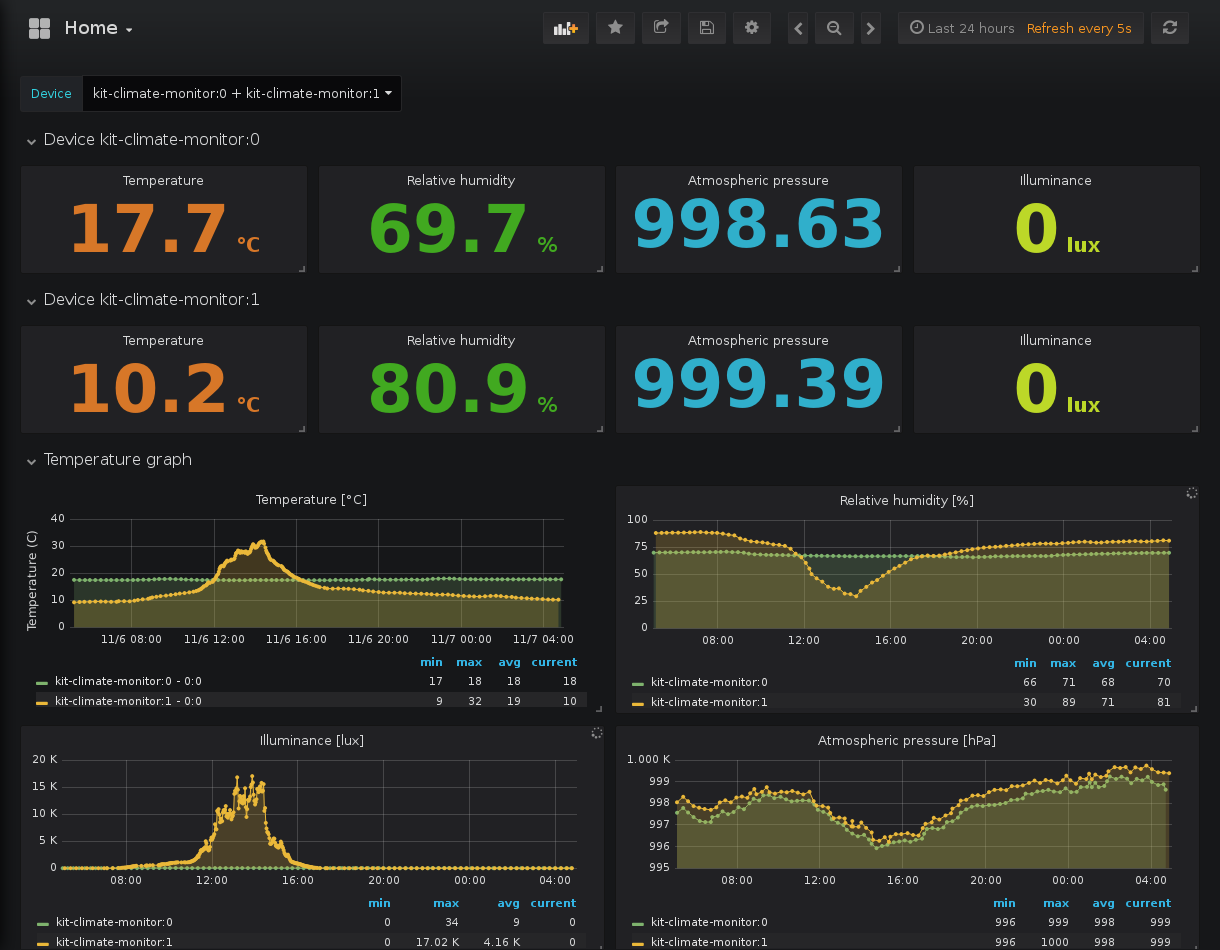 Home
Last 24 hours Refresh every 5s
Device kit-climate-monitor:0 + kit-climate-monitor:1
Device kit-climate-monitor:0
Temperature Relative humidity Atmospheric pressure Illuminance
17.7 °C 69.7 % 998.63 0 lux
Device kit-climate-monitor:1
Temperature Relative humidity Atmospheric pressure Illuminance
10.2 °C 80.9 % 999.39 0 lux
Temperature graph
Temperature [°C]
Temperature (C)
40
30
20
10
0
11/6 08:00 11/6 12:00 11/6 16:00 11/6 20:00 11/7 00:00 11/7 04:00
min max avg current
kit-climate-monitor:0 - 0:0 17 18 18 18
kit-climate-monitor:1 - 0:0 9 32 19 10
Relative humidity [%]
100
75
50
25
0
08:00 12:00 16:00 20:00 00:00 04:00
min max avg current
kit-climate-monitor:0 66 71 68 70
kit-climate-monitor:1 30 89 71 81
Illuminance [lux]
20 K
15 K
10 K
5 K
0
08:00 12:00 16:00 20:00 00:00 04:00
min max avg current
kit-climate-monitor:0 0 34 9 0
kit-climate-monitor:1 0 17.02 K 4.16 K 0
Atmospheric pressure [hPa]
1.000 K
999
998
997
996
995
08:00 12:00 16:00 20:00 00:00 04:00
min max avg current
kit-climate-monitor:0 996 999 998 999
kit-climate-monitor:1 996 1000 998 999